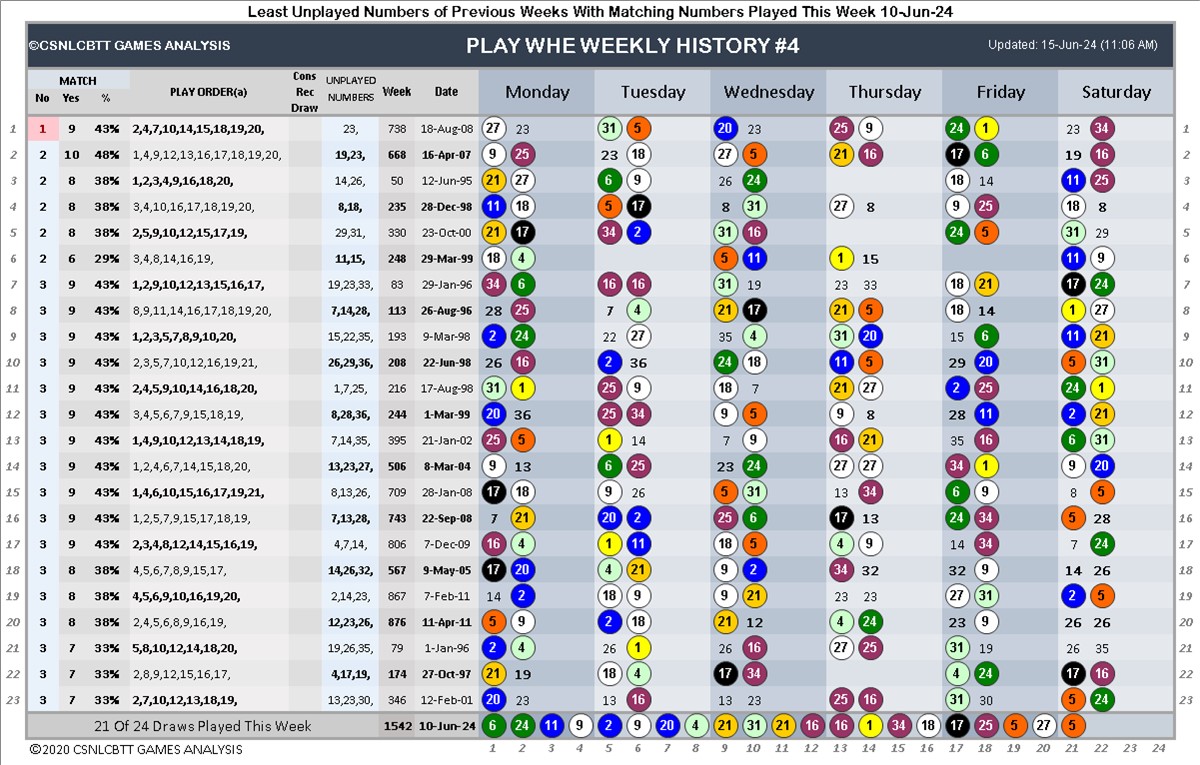 Least Unplayed Numbers of Previous Weeks With Matching Numbers Played This Week 10-Jun-24
©CSNLCBTT GAMES ANALYSIS PLAY WHE WEEKLY HISTORY #4 Updated: 15-Jun-24 (11:06 AM)
MATCH PLAY ORDER(a) Cons Rec Draw UNPLAYED NUMBERS Week Date Monday Tuesday Wednesday Thursday Friday Saturday
No Yes %
1 1 9 43% 2,4,7,10,14,15,18,19,20, 23, 738 18-Aug-08 27 23 31 5 20 23 25 9 24 1 23 34 1
2 2 10 48% 1,4,9,12,13,16,17,18,19,20, 19,23, 668 16-Apr-07 9 25 23 18 27 5 21 16 17 6 19 16 2
3 2 8 38% 1,2,3,4,9,16,18,20, 14,26, 50 12-Jun-95 21 27 6 9 26 24 18 14 11 25 3
4 2 8 38% 3,4,10,16,17,18,19,20, 8,18, 235 28-Dec-98 11 18 5 17 8 31 27 8 9 25 18 8 4
5 2 8 38% 2,5,9,10,12,15,17,19, 29,31, 330 23-Oct-00 21 17 34 2 31 16 24 5 31 29 5
6 2 6 29% 3,4,8,14,16,19, 11,15, 248 29-Mar-99 18 4 5 11 1 15 11 9 6
7 3 9 43% 1,2,9,10,12,13,15,16,17, 19,23,33, 83 29-Jan-96 34 6 16 16 31 19 23 33 18 21 17 24 7
8 3 9 43% 8,9,11,14,16,17,18,19,20, 7,14,28, 113 26-Aug-96 28 25 7 4 21 17 21 5 18 14 1 27 8
9 3 9 43% 1,2,3,5,7,8,9,10,20, 15,22,35, 193 9-Mar-98 2 24 22 27 35 4 31 20 15 6 11 21 9
10 3 9 43% 2,3,5,7,10,12,16,19,21, 26,29,36, 208 22-Jun-98 26 16 2 36 24 18 11 5 29 20 5 31 10
11 3 9 43% 2,4,5,9,10,14,16,18,20, 1,7,25, 216 17-Aug-98 31 1 25 9 18 7 21 27 2 25 24 1 11
12 3 9 43% 3,4,5,6,7,9,15,18,19, 8,28,36, 244 1-Mar-99 20 36 25 34 9 5 9 8 28 11 2 21 12
13 3 9 43% 1,4,9,10,12,13,14,18,19, 7,14,35, 395 21-Jan-02 25 5 1 14 7 9 16 21 35 16 6 31 13
14 3 9 43% 1,2,4,6,7,14,15,18,20, 13,23,27, 506 8-Mar-04 9 13 6 25 23 24 27 27 34 1 9 20 14
15 3 9 43% 1,4,6,10,15,16,17,19,21, 8,13,26, 709 28-Jan-08 17 18 9 26 5 31 13 34 6 9 8 5 15
16 3 9 43% 1,2,5,7,9,15,17,18,19, 7,13,28, 743 22-Sep-08 7 21 20 2 25 6 17 13 24 34 5 28 16
17 3 9 43% 2,3,4,8,12,14,15,16,19, 4,7,14, 806 7-Dec-09 16 4 1 11 18 5 4 9 14 34 7 24 17
18 3 8 38% 4,5,6,7,8,9,15,17, 14,26,32, 567 9-May-05 17 20 4 21 9 2 34 32 32 9 14 26 18
19 3 8 38% 4,5,6,9,10,16,19,20, 2,14,23, 867 7-Feb-11 14 2 18 9 9 21 23 23 27 31 2 5 19
20 3 8 38% 2,4,5,6,8,9,16,19, 12,23,26, 876 11-Apr-11 5 9 2 18 21 12 4 24 23 9 26 26 20
21 3 7 33% 5,8,10,12,14,18,20, 19,26,35, 79 1-Jan-96 2 4 26 1 26 16 27 25 31 19 26 35 21
22 3 7 33% 2,8,9,12,15,16,17, 4,17,19, 174 27-Oct-97 21 19 18 4 17 34 4 24 17 16 22
23 3 7 33% 2,7,10,12,13,18,19, 13,23,30, 346 12-Feb-01 20 23 13 16 13 23 25 16 31 30 5 24 23
21 Of 24 Draws Played This Week 1542 10-Jun-24 6 24 11 9 2 9 20 4 21 31 21 16 16 1 34 18 17 25 5 27 5
©2020 CSNLCBTT GAMES ANALYSIS 1 2 3 4 5 6 7 8 9 10 11 12 13 14 15 16 17 18 19 20 21 22 23 24